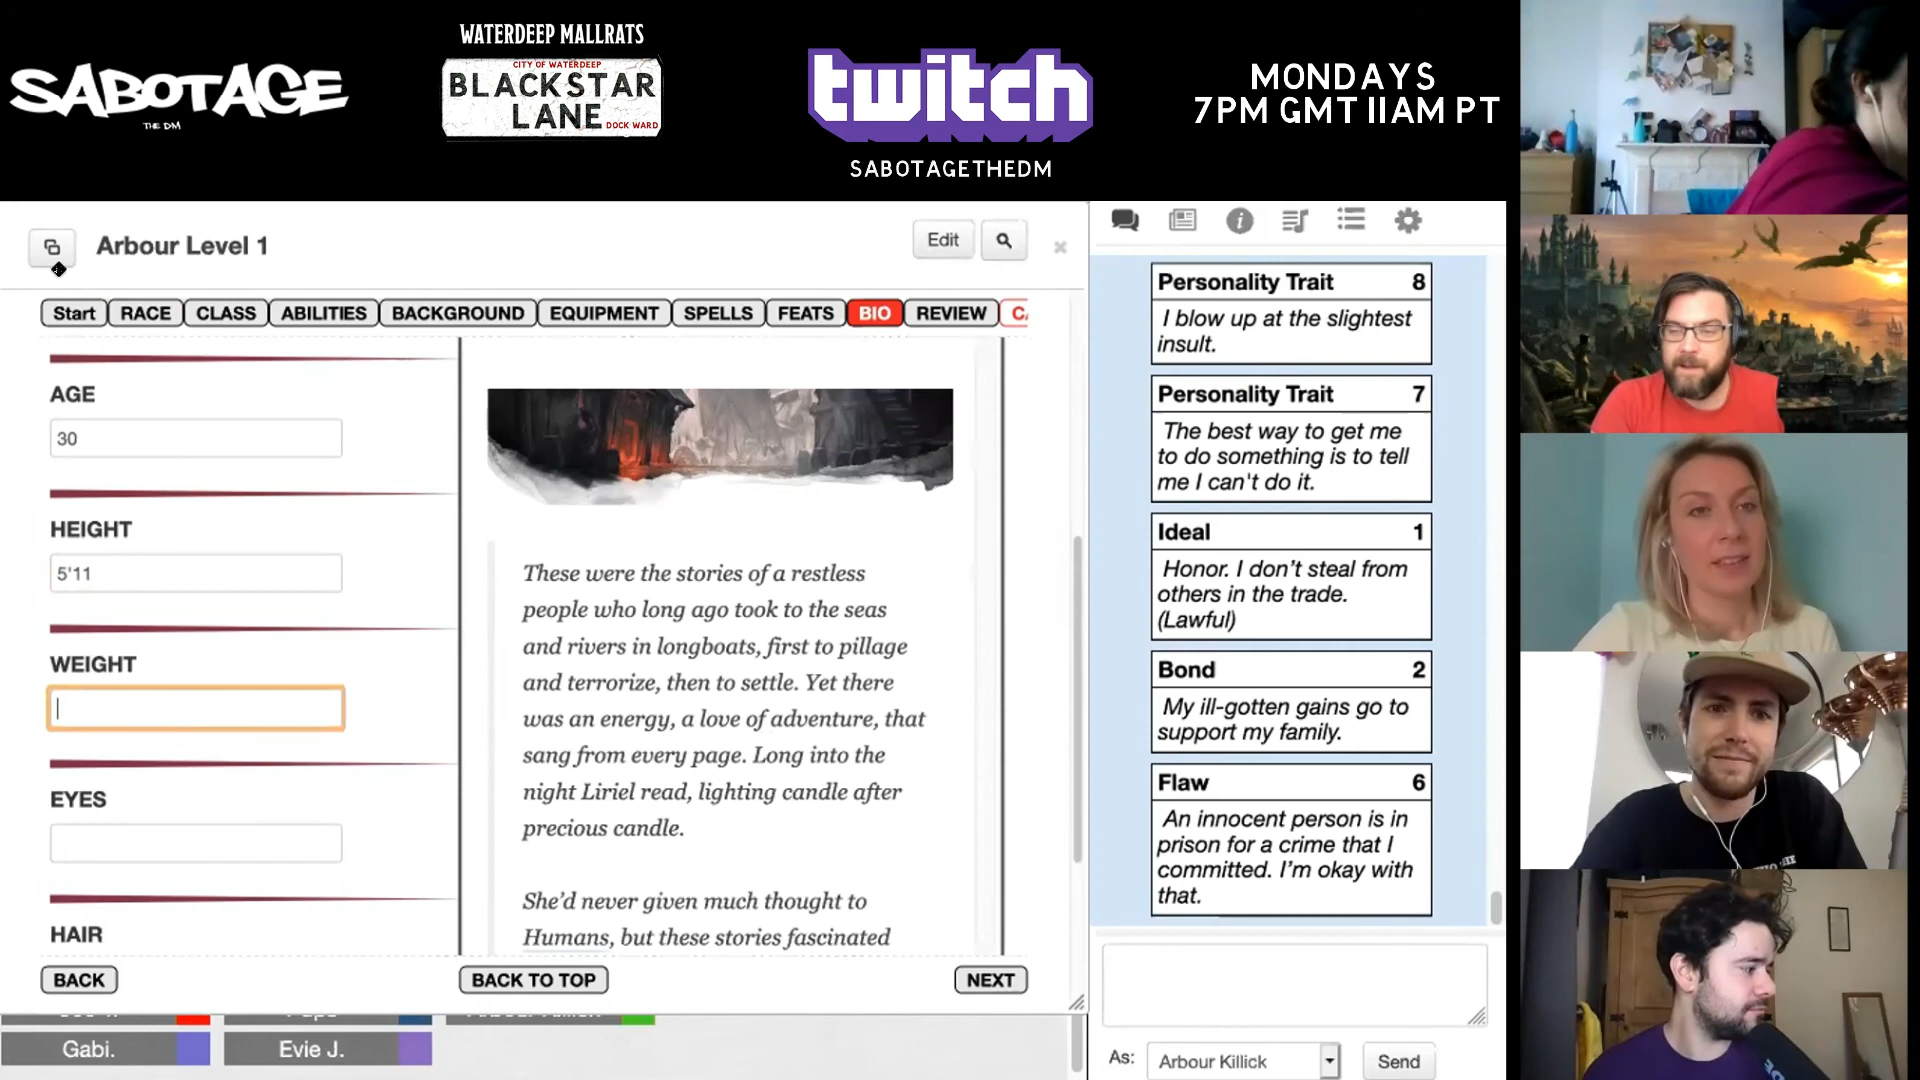 SABOTAGE
THE DM
WATERDEEP MALLRATS
CITY OF WATERDEEP
BLACKSTAR
LANE
DOCK WARD
twitch
SABOTAGETHEDM
MONDAYS
7PM GMT 11AM PT
Arbour Level 1
Edit
Start RACE CLASS ABILITIES BACKGROUND EQUIPMENT SPELLS FEATS BIO REVIEW
AGE
30
HEIGHT
5'11
WEIGHT
EYES
HAIR
These were the stories of a restless
people who long ago took to the seas
and rivers in longboats, first to pillage
and terrorize, then to settle. Yet there
was an energy, a love of adventure, that
sang from every page. Long into the
night Liriel read, lighting candle after
precious candle.
She'd never given much thought to
Humans, but these stories fascinated
BACK
BACK TO TOP
NEXT
Gabi.
Evie J.
Personality Trait 8
I blow up at the slightest
insult.
Personality Trait 7
The best way to get me
to do something is to tell
me I can't do it.
Ideal 1
Honor. I don't steal from
others in the trade.
(Lawful)
Bond 2
My ill-gotten gains go to
support my family.
Flaw 6
An innocent person is in
prison for a crime that I
committed. I'm okay with
that.
As: Arbour Killick
Send